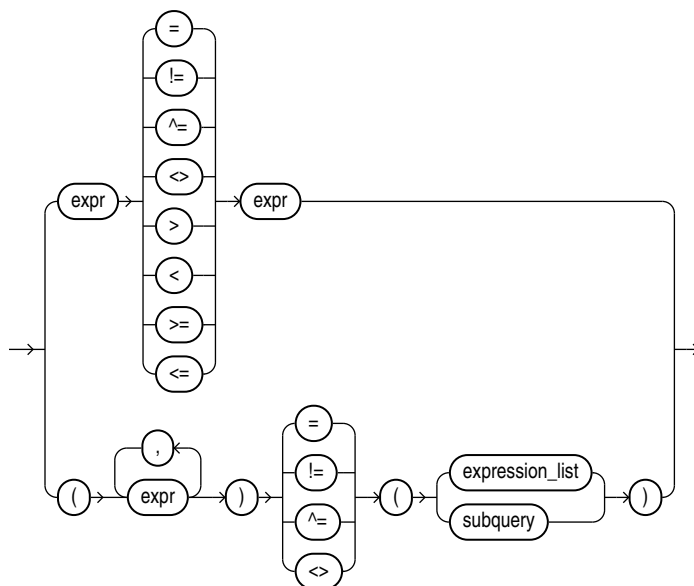 =
!=
^=
<>
expr
>
expr
<
>=
<=
,
=
( expr )
!=
^=
<>
( expression_list
subquery )